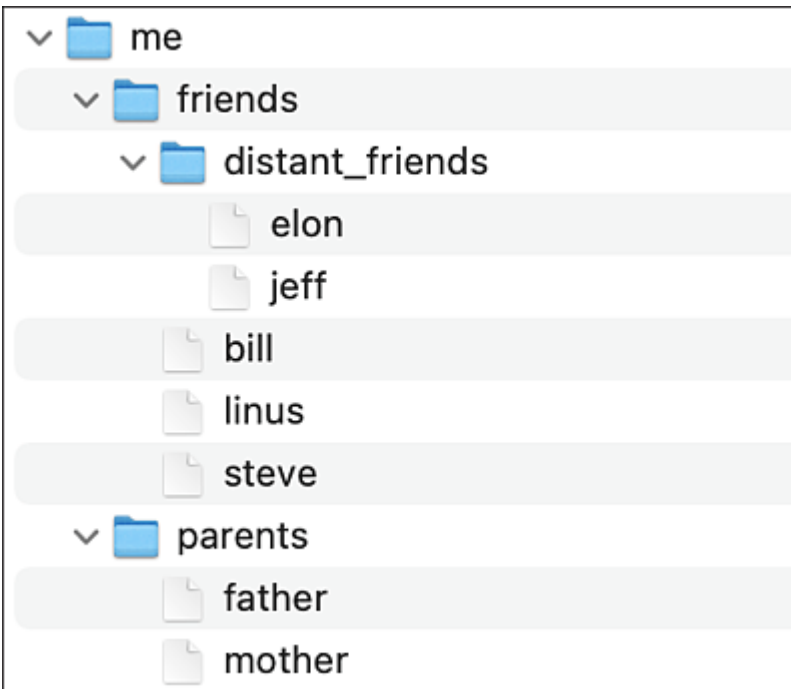 me
friends
distant_friends
elon
jeff
bill
linus
steve
parents
father
mother